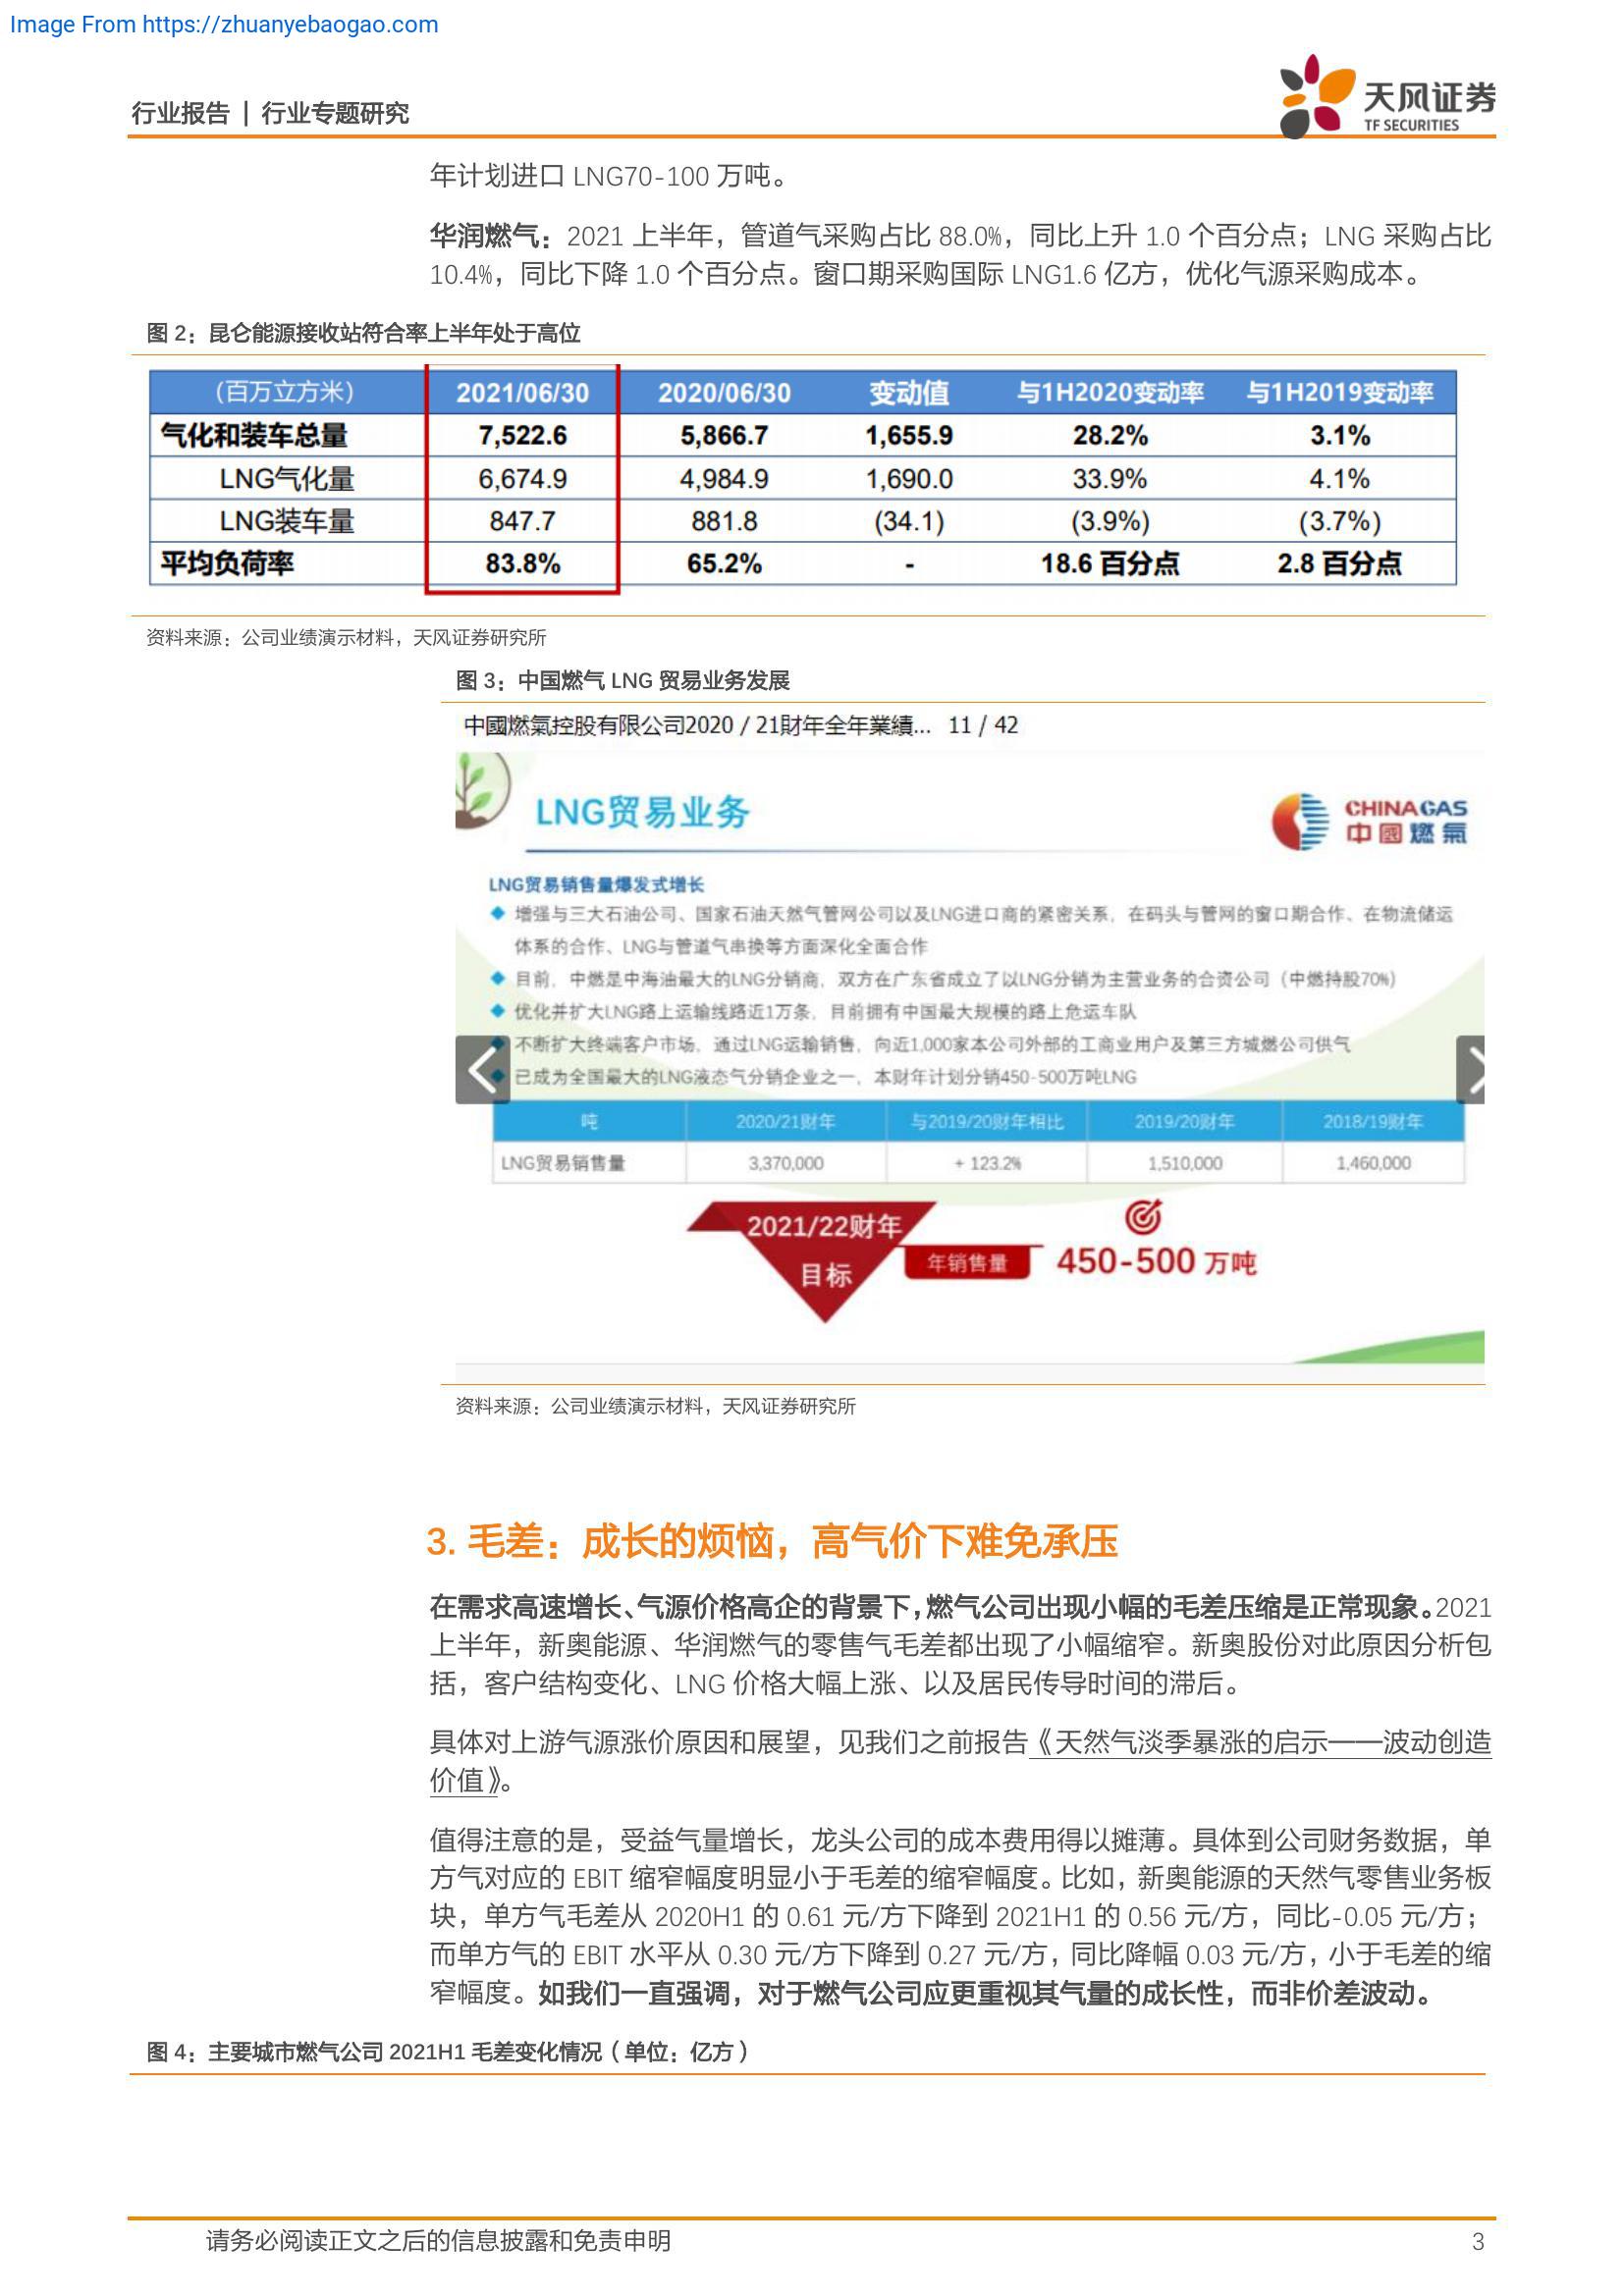 Image From https://zhuanyebaogao.com
行业报告 | 行业专题研究
天风证券
TF SECURITIES
年计划进口 LNG70-100 万吨。
华润燃气：2021 上半年，管道气采购占比 88.0%，同比上升 1.0 个百分点；LNG 采购占比
10.4%，同比下降 1.0 个百分点。窗口期采购国际 LNG1.6 亿方，优化气源采购成本。
图 2：昆仑能源接收站符合率上半年处于高位
（百万立方米） 2021/06/30 2020/06/30 变动值 与1H2020变动率 与1H2019变动率
气化和装车总量 7,522.6 5,866.7 1,655.9 28.2% 3.1%
LNG气化量 6,674.9 4,984.9 1,690.0 33.9% 4.1%
LNG装车量 847.7 881.8 (34.1) (3.9%) (3.7%)
平均负荷率 83.8% 65.2% - 18.6 百分点 2.8 百分点
资料来源：公司业绩演示材料，天风证券研究所
图 3：中国燃气 LNG 贸易业务发展
中國燃氣控股有限公司2020 / 21財年全年業績... 11 / 42
LNG贸易业务
CHINAGAS
中國燃氣
LNG贸易销售量爆发式增长
增强与三大石油公司、国家石油天然气管网公司以及LNG进口商的紧密关系，在码头与管网的窗口期合作、在物流储运
体系的合作、LNG与管道气串换等方面深化全面合作
目前，中燃是中海油最大的LNG分销商，双方在广东省成立了以LNG分销为主营业务的合资公司（中燃持股70%）
优化并扩大LNG路上运输线路近1万条，目前拥有中国最大规模的路上危运车队
不断扩大终端客户市场，通过LNG运输销售，向近1,000家本公司外部的工商业用户及第三方城燃公司供气
已成为全国最大的LNG液态气分销企业之一，本财年计划分销450-500万吨LNG
吨 2020/21财年 与2019/20财年相比 2019/20财年 2018/19财年
LNG贸易销售量 3,370,000 + 123.2% 1,510,000 1,460,000
2021/22财年
目标
年销售量 450-500 万吨
资料来源：公司业绩演示材料，天风证券研究所
3. 毛差：成长的烦恼，高气价下难免承压
在需求高速增长、气源价格高企的背景下，燃气公司出现小幅的毛差压缩是正常现象。2021
上半年，新奥能源、华润燃气的零售气毛差都出现了小幅缩窄。新奥股份对此原因分析包
括，客户结构变化、LNG 价格大幅上涨、以及居民传导时间的滞后。
具体对上游气源涨价原因和展望，见我们之前报告《天然气淡季暴涨的启示——波动创造
价值》。
值得注意的是，受益气量增长，龙头公司的成本费用得以摊薄。具体到公司财务数据，单
方气对应的 EBIT 缩窄幅度明显小于毛差的缩窄幅度。比如，新奥能源的天然气零售业务板
块，单方气毛差从 2020H1 的 0.61 元/方下降到 2021H1 的 0.56 元/方，同比-0.05 元/方；
而单方气的 EBIT 水平从 0.30 元/方下降到 0.27 元/方，同比降幅 0.03 元/方，小于毛差的缩
窄幅度。如我们一直强调，对于燃气公司应更重视其气量的成长性，而非价差波动。
图 4：主要城市燃气公司 2021H1 毛差变化情况（单位：亿方）
请务必阅读正文之后的信息披露和免责申明 3